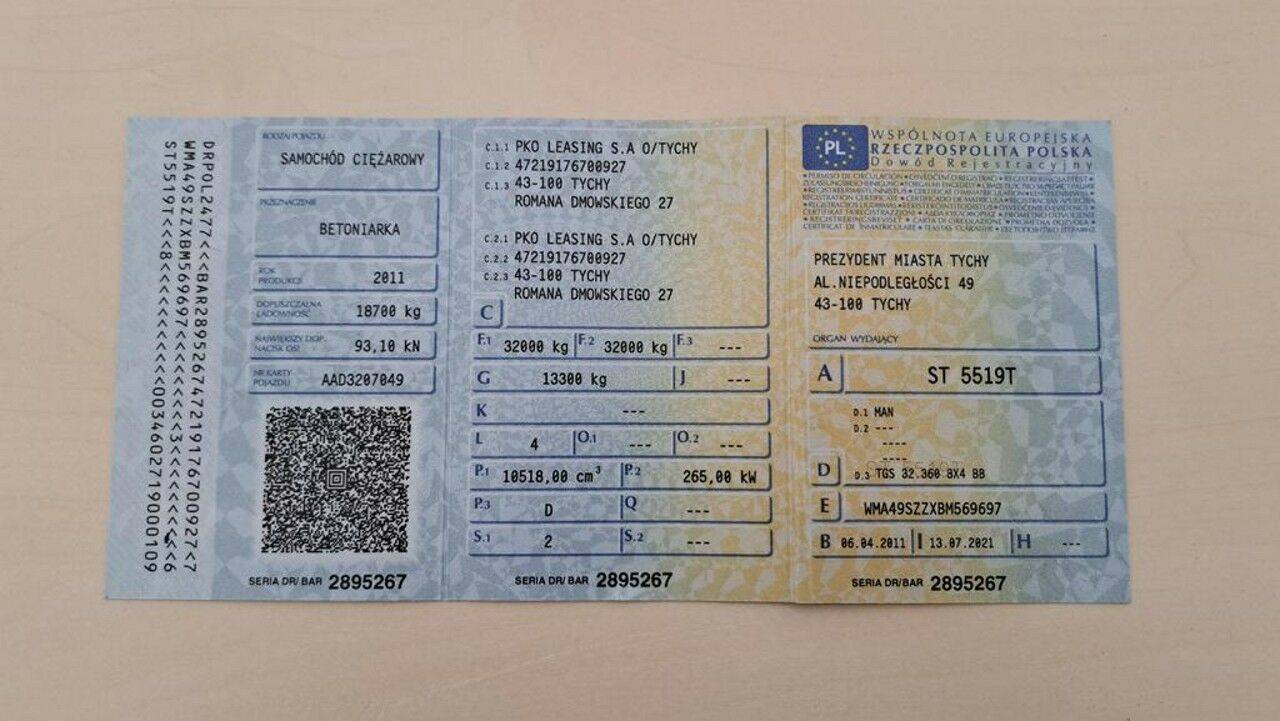 DRPOL2477<<BAR28952674721917670092​7<7
WMA49SZZXBM569697<<<<<<<<3<<<<<<<<6
ST5519T<<8<<<<<<<<<<0034602719000109
RODZAJ POJAZDU
SAMOCHÓD CIĘŻAROWY
PRZEZNACZENIE
BETONIARKA
ROK PRODUKCJI 2011
DOPUSZCZALNA ŁADOWNOŚĆ 18700 kg
NAJWIĘKSZY DOP. NACISK OSI 93,10 kN
NR KARTY POJAZDU AAD3207049
SERIA DR/BAR 2895267
C.1.1 PKO LEASING S.A O/TYCHY
C.1.2 47219176700927
C.1.3 43-100 TYCHY
ROMANA DMOWSKIEGO 27
C.2.1 PKO LEASING S.A O/TYCHY
C.2.2 47219176700927
C.2.3 43-100 TYCHY
ROMANA DMOWSKIEGO 27
C
F.1 32000 kg F.2 32000 kg F.3 ---
G 13300 kg J ---
K ---
L 4 O.1 --- O.2 ---
P.1 10518,00 cm³ P.2 265,00 kW
P.3 D Q ---
S.1 2 S.2 ---
SERIA DR/BAR 2895267
PL
WSPÓLNOTA EUROPEJSKA
RZECZPOSPOLITA POLSKA
Dowód Rejestracyjny
PREZYDENT MIASTA TYCHY
AL.NIEPODLEGŁOŚCI 49
43-100 TYCHY
ORGAN WYDAJĄCY
A ST 5519T
D.1 MAN
D.2 ---
----
----
D D.3 TGS 32.360 8X4 BB
E WMA49SZZXBM569697
B 06.04.2011 I 13.07.2021 H ---
SERIA DR/BAR 2895267